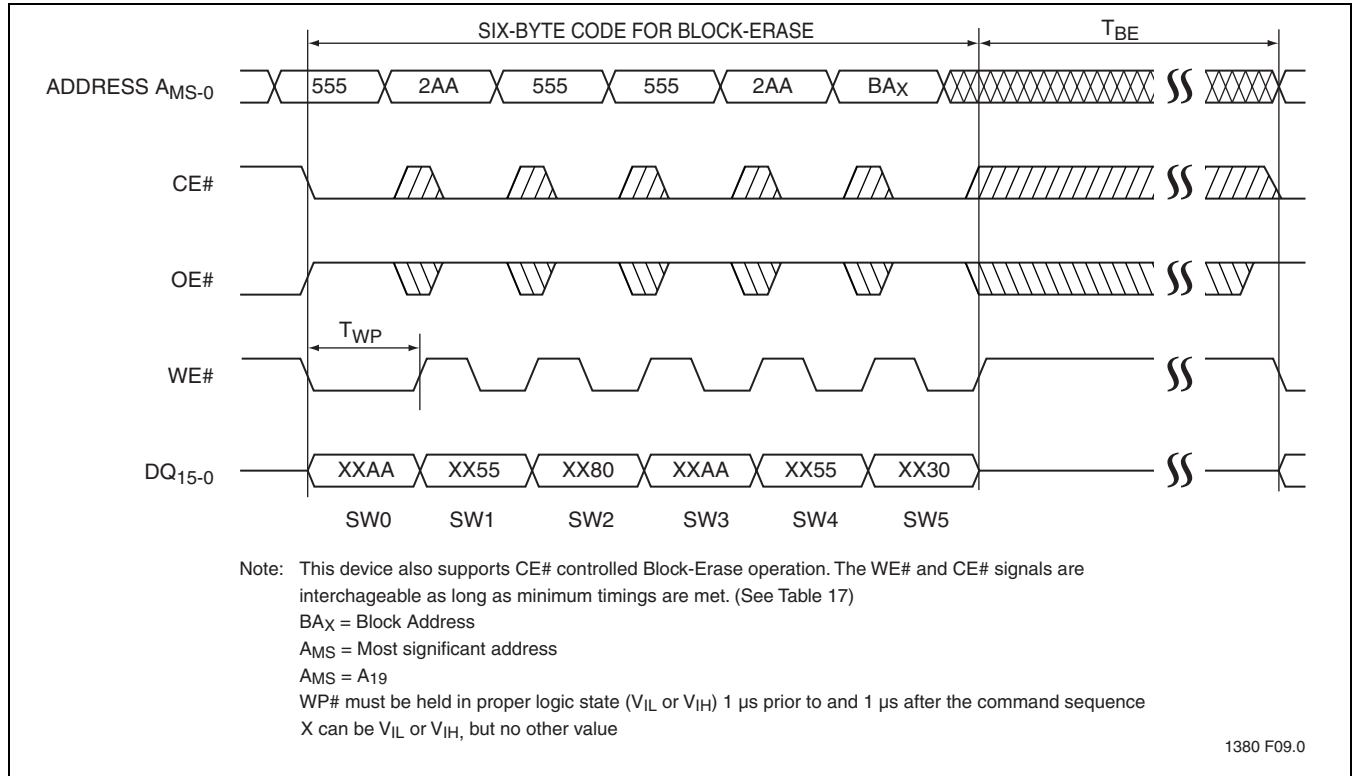 SIX-BYTE CODE FOR BLOCK-ERASE TBE
ADDRESS AMS-0 555 2AA 555 555 2AA BAX
CE#
OE#
TWP
WE#
DQ15-0 XXAA XX55 XX80 XXAA XX55 XX30
SW0 SW1 SW2 SW3 SW4 SW5
Note: This device also supports CE# controlled Block-Erase operation. The WE# and CE# signals are
interchageable as long as minimum timings are met. (See Table 17)
BAX = Block Address
AMS = Most significant address
AMS = A19
WP# must be held in proper logic state (VIL or VIH) 1 µs prior to and 1 µs after the command sequence
X can be VIL or VIH, but no other value
1380 F09.0